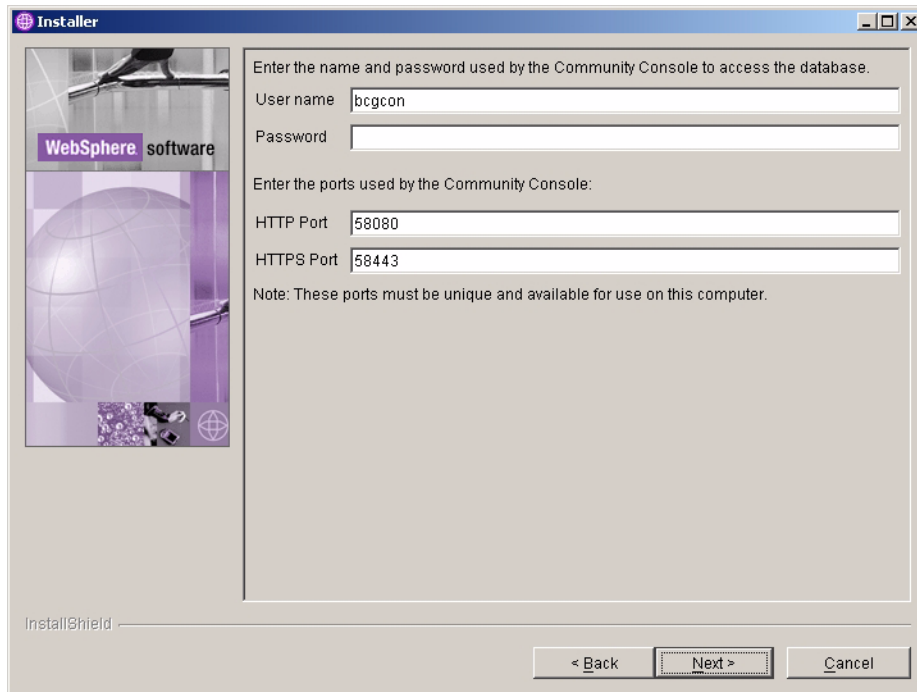 Installer
WebSphere software
Enter the name and password used by the Community Console to access the database.
User name bcgcon
Password
Enter the ports used by the Community Console:
HTTP Port 58080
HTTPS Port 58443
Note: These ports must be unique and available for use on this computer.
InstallShield
< Back Next > Cancel